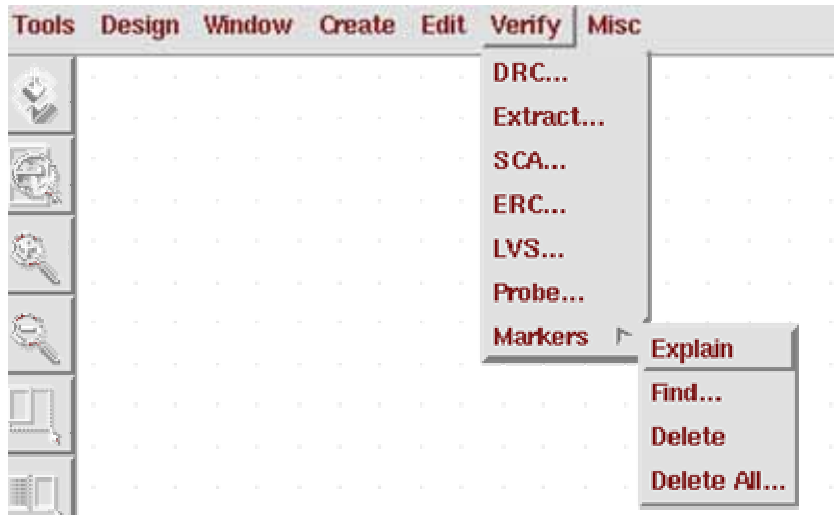 Tools Design Window Create Edit Verify Misc
DRC...
Extract...
SCA...
ERC...
LVS...
Probe...
Markers
Explain
Find...
Delete
Delete All...